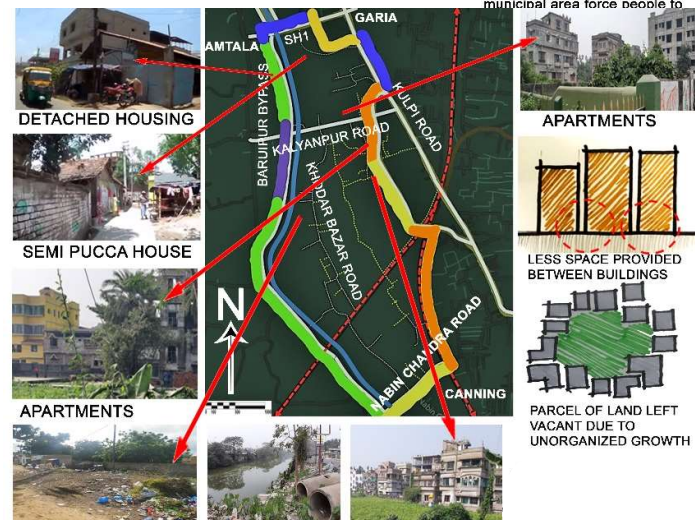 municipal area force people to
GARIA
AMTALA
SH1
DETACHED HOUSING
BARUIPUR BYPASS
KULPI ROAD
KALYANPUR ROAD
APARTMENTS
KHODAR BAZAR ROAD
SEMI PUCCA HOUSE
LESS SPACE PROVIDED
BETWEEN BUILDINGS
N
NABIN CHANDRA ROAD
CANNING
APARTMENTS
PARCEL OF LAND LEFT
VACANT DUE TO
UNORGANIZED GROWTH